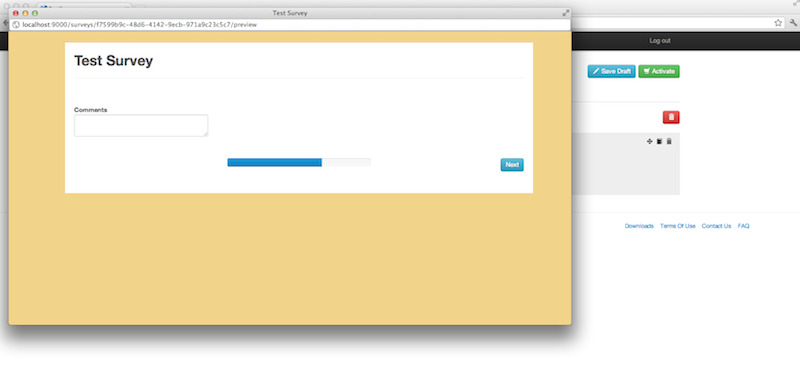 Test Survey
localhost:9000/surveys/f7599b9c-48d6-4142-9ecb-971a9c23c5c7/preview
Log out
Test Survey
Save Draft
Activate
Comments
Next
Downloads Terms Of Use Contact Us FAQ